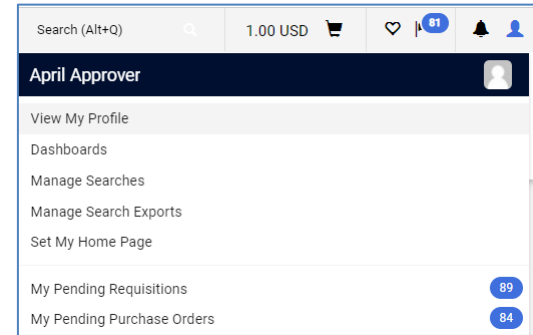 Search (Alt+Q) 1.00 USD 81
April Approver
View My Profile
Dashboards
Manage Searches
Manage Search Exports
Set My Home Page
My Pending Requisitions 89
My Pending Purchase Orders 84